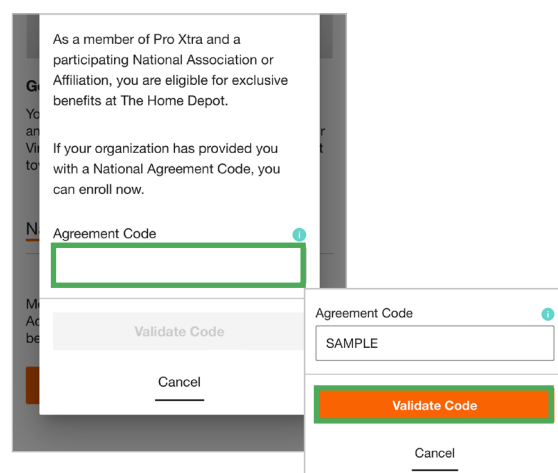 As a member of Pro Xtra and a
participating National Association or
Affiliation, you are eligible for exclusive
benefits at The Home Depot.
If your organization has provided you
with a National Agreement Code, you
can enroll now.
Agreement Code
Validate Code
Cancel
Agreement Code
SAMPLE
Validate Code
Cancel